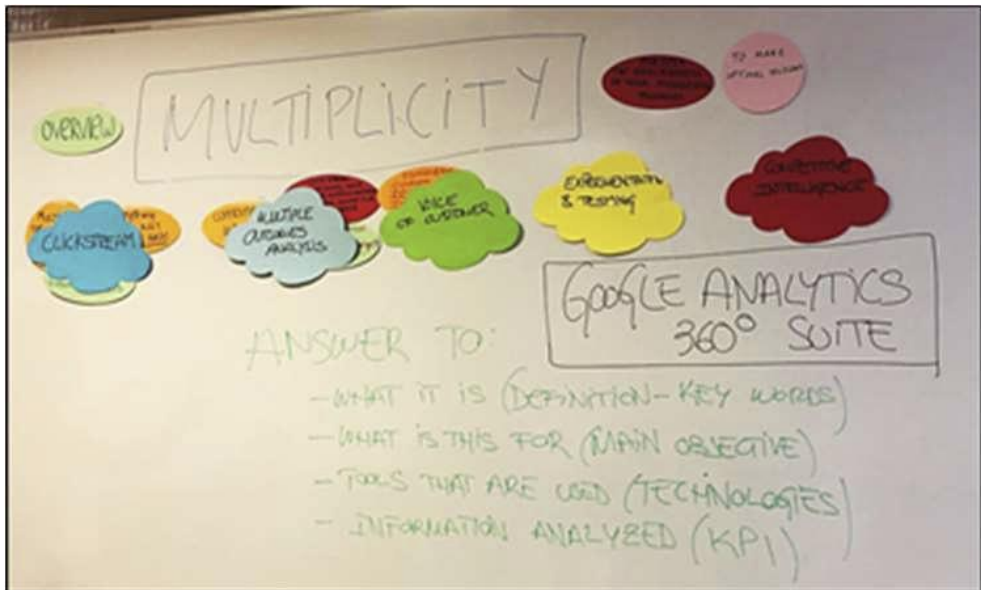 OVERVIEW
MULTIPLICITY
TO MAKE
CLICKSTREAM
MULTIPLE
OUTCOMES
ANALYSIS
VOICE
OF CUSTOMER
& TESTING
COMPETITIVE
INTELLIGENCE
GOOGLE ANALYTICS
360° SUITE
ANSWER TO:
- WHAT IT IS (DEFINITION - KEY WORDS)
- WHAT IS THIS FOR (MAIN OBJECTIVE)
- TOOLS THAT ARE USED (TECHNOLOGIES)
- INFORMATION ANALYZED (KPI)